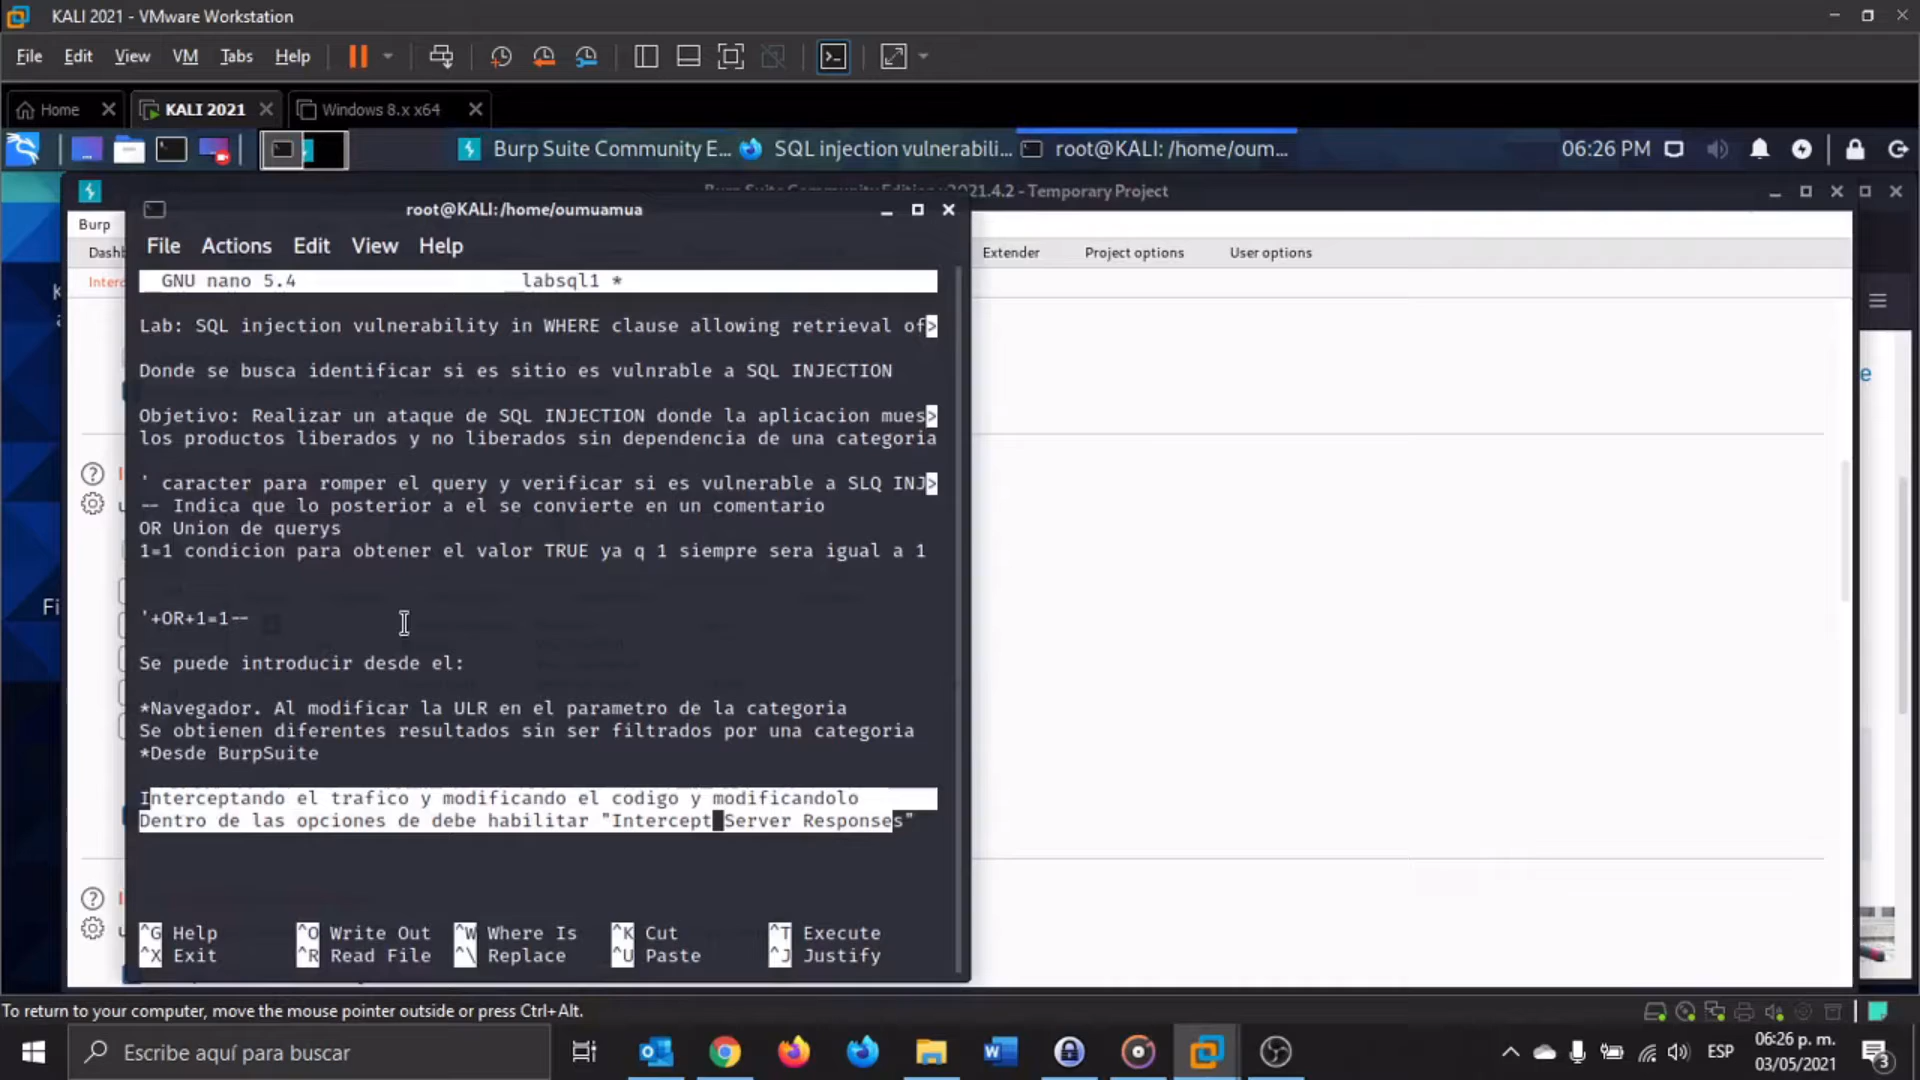 KALI 2021 - VMware Workstation
File Edit View VM Tabs Help
Home KALI 2021 Windows 8.x x64
Burp Suite Community E... SQL injection vulnerabili... root@KALI: /home/oum... 06:26 PM
2021.4.2 - Temporary Project
root@KALI:/home/oumuamua
Burp
File Actions Edit View Help
Dashb Extender Project options User options
GNU nano 5.4 labsql1 *
Interc
Lab: SQL injection vulnerability in WHERE clause allowing retrieval of>
Donde se busca identificar si es sitio es vulnrable a SQL INJECTION
Objetivo: Realizar un ataque de SQL INJECTION donde la aplicacion mues>
los productos liberados y no liberados sin dependencia de una categoria
' caracter para romper el query y verificar si es vulnerable a SLQ INJ>
-- Indica que lo posterior a el se convierte en un comentario
OR Union de querys
1=1 condicion para obtener el valor TRUE ya q 1 siempre sera igual a 1
Fi
'+OR+1=1--
Se puede introducir desde el:
*Navegador. Al modificar la ULR en el parametro de la categoria
Se obtienen diferentes resultados sin ser filtrados por una categoria
*Desde BurpSuite
Interceptando el trafico y modificando el codigo y modificandolo
Dentro de las opciones de debe habilitar "Intercept Server Responses"
^G Help ^O Write Out ^W Where Is ^K Cut ^T Execute
^X Exit ^R Read File ^\ Replace ^U Paste ^J Justify
To return to your computer, move the mouse pointer outside or press Ctrl+Alt.
Escribe aquí para buscar
ESP
06:26 p. m.
03/05/2021
3